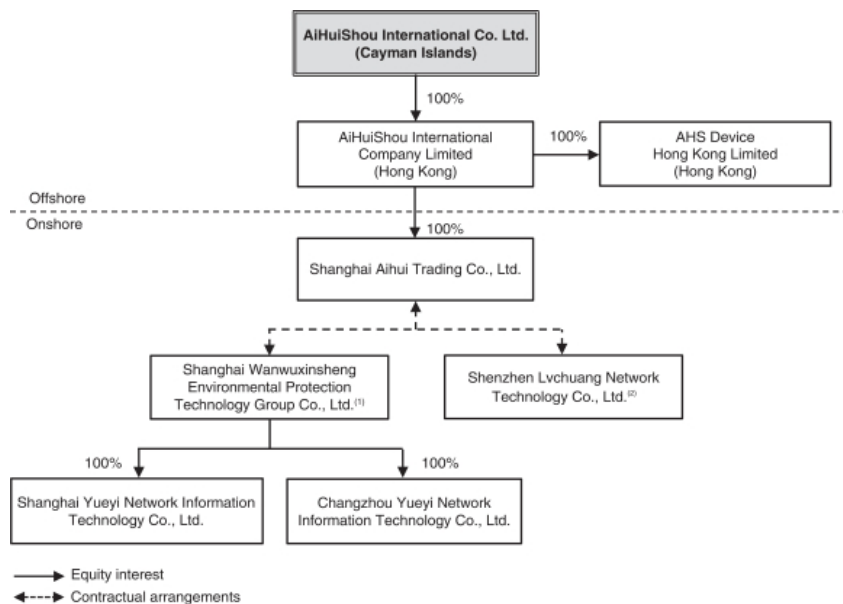 AiHuiShou International Co. Ltd.
(Cayman Islands)
100%
AiHuiShou International
Company Limited
(Hong Kong)
100%
AHS Device
Hong Kong Limited
(Hong Kong)
Offshore
Onshore
100%
Shanghai Aihui Trading Co., Ltd.
Shanghai Wanwuxinsheng
Environmental Protection
Technology Group Co., Ltd.(1)
Shenzhen Lvchuang Network
Technology Co., Ltd.(2)
100%
100%
Shanghai Yueyi Network Information
Technology Co., Ltd.
Changzhou Yueyi Network
Information Technology Co., Ltd.
Equity interest
Contractual arrangements